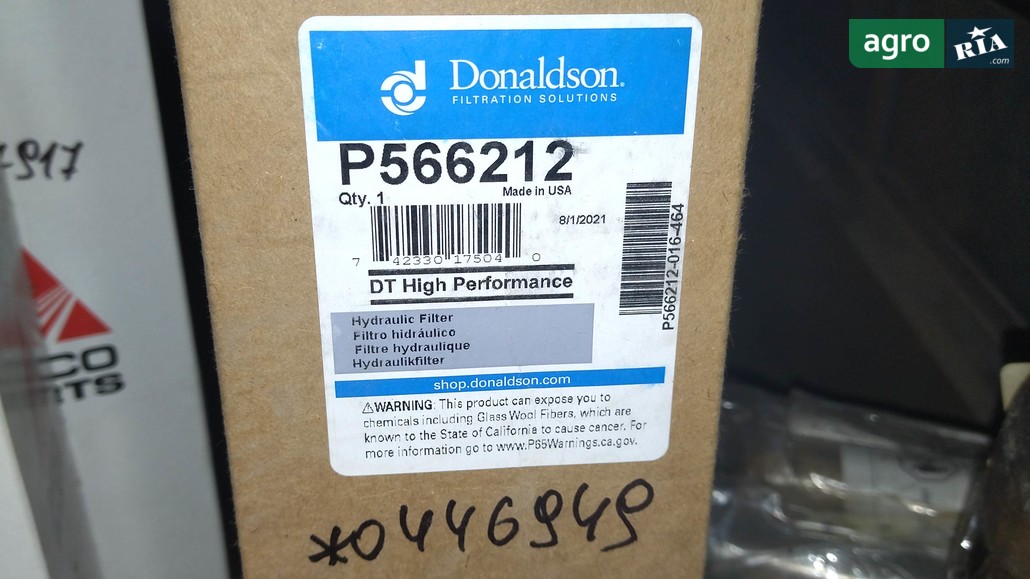 agro RIA .com
Donaldson®
FILTRATION SOLUTIONS
P566212
Qty. 1
Made in USA
8/1/2021
7 42330 17504 0
P566212-016-464
DT High Performance
Hydraulic Filter
Filtro hidráulico
Filtre hydraulique
Hydraulikfilter
shop.donaldson.com
⚠WARNING: This product can expose you to
chemicals including Glass Wool Fibers, which are
known to the State of California to cause cancer. For
more information go to www.P65Warnings.ca.gov.
*0446949
7917
CO
RTS